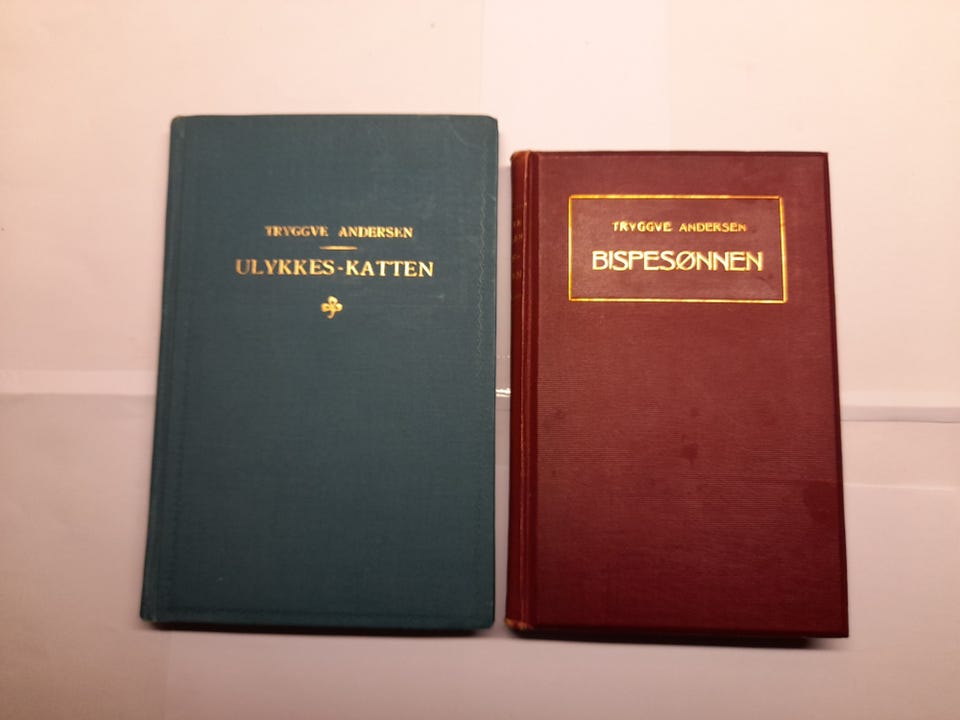 TRYGGVE ANDERSEN
ULYKKES-KATTEN
TRYGGVE ANDERSEN
BISPESØNNEN